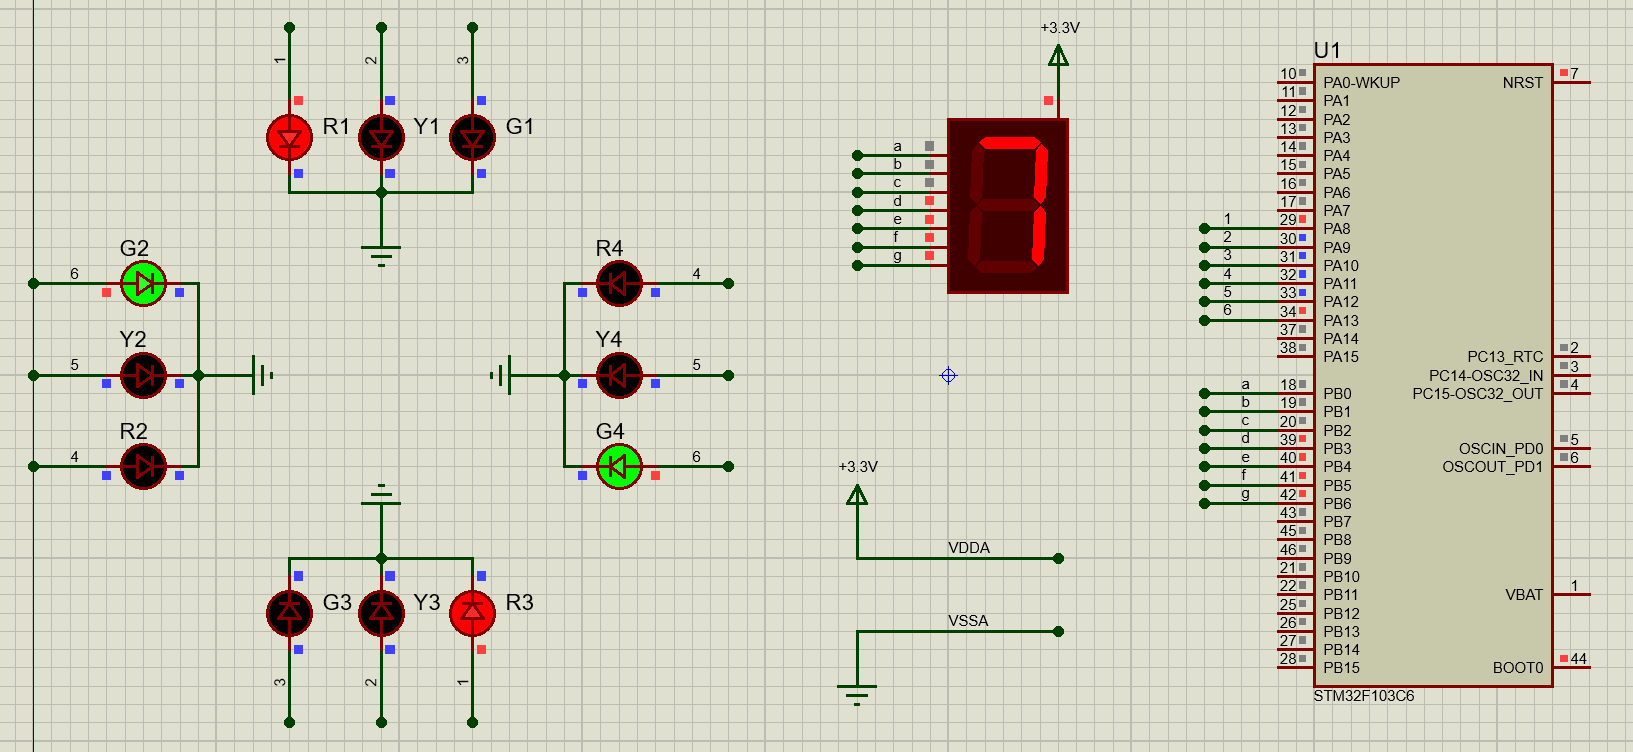 1
2
3
R1
Y1
G1
G2
6
Y2
5
R2
4
R4
4
Y4
5
G4
6
G3
Y3
R3
3
2
1
+3.3V
a
b
c
d
e
f
g
+3.3V
VDDA
VSSA
U1
10 PA0-WKUP
11 PA1
12 PA2
13 PA3
14 PA4
15 PA5
16 PA6
17 PA7
1 29 PA8
2 30 PA9
3 31 PA10
4 32 PA11
5 33 PA12
6 34 PA13
37 PA14
38 PA15
a 18 PB0
b 19 PB1
c 20 PB2
d 39 PB3
e 40 PB4
f 41 PB5
g 42 PB6
43 PB7
45 PB8
46 PB9
21 PB10
22 PB11
25 PB12
26 PB13
27 PB14
28 PB15
NRST 7
PC13_RTC 2
PC14-OSC32_IN 3
PC15-OSC32_OUT 4
OSCIN_PD0 5
OSCOUT_PD1 6
VBAT 1
BOOT0 44
STM32F103C6